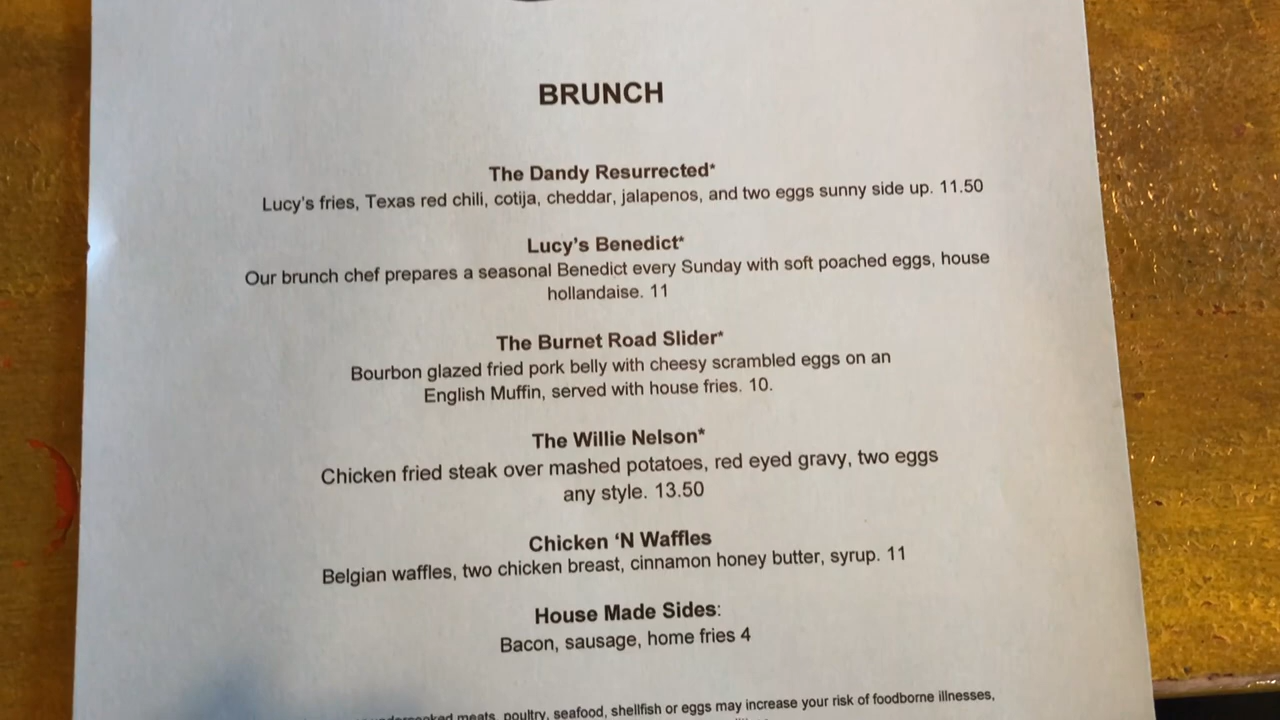 BRUNCH
The Dandy Resurrected*
Lucy's fries, Texas red chili, cotija, cheddar, jalapenos, and two eggs sunny side up. 11.50
Lucy's Benedict*
Our brunch chef prepares a seasonal Benedict every Sunday with soft poached eggs, house
hollandaise. 11
The Burnet Road Slider*
Bourbon glazed fried pork belly with cheesy scrambled eggs on an
English Muffin, served with house fries. 10.
The Willie Nelson*
Chicken fried steak over mashed potatoes, red eyed gravy, two eggs
any style. 13.50
Chicken ‘N Waffles
Belgian waffles, two chicken breast, cinnamon honey butter, syrup. 11
House Made Sides:
Bacon, sausage, home fries 4
meats, poultry, seafood, shellfish or eggs may increase your risk of foodborne illnesses,